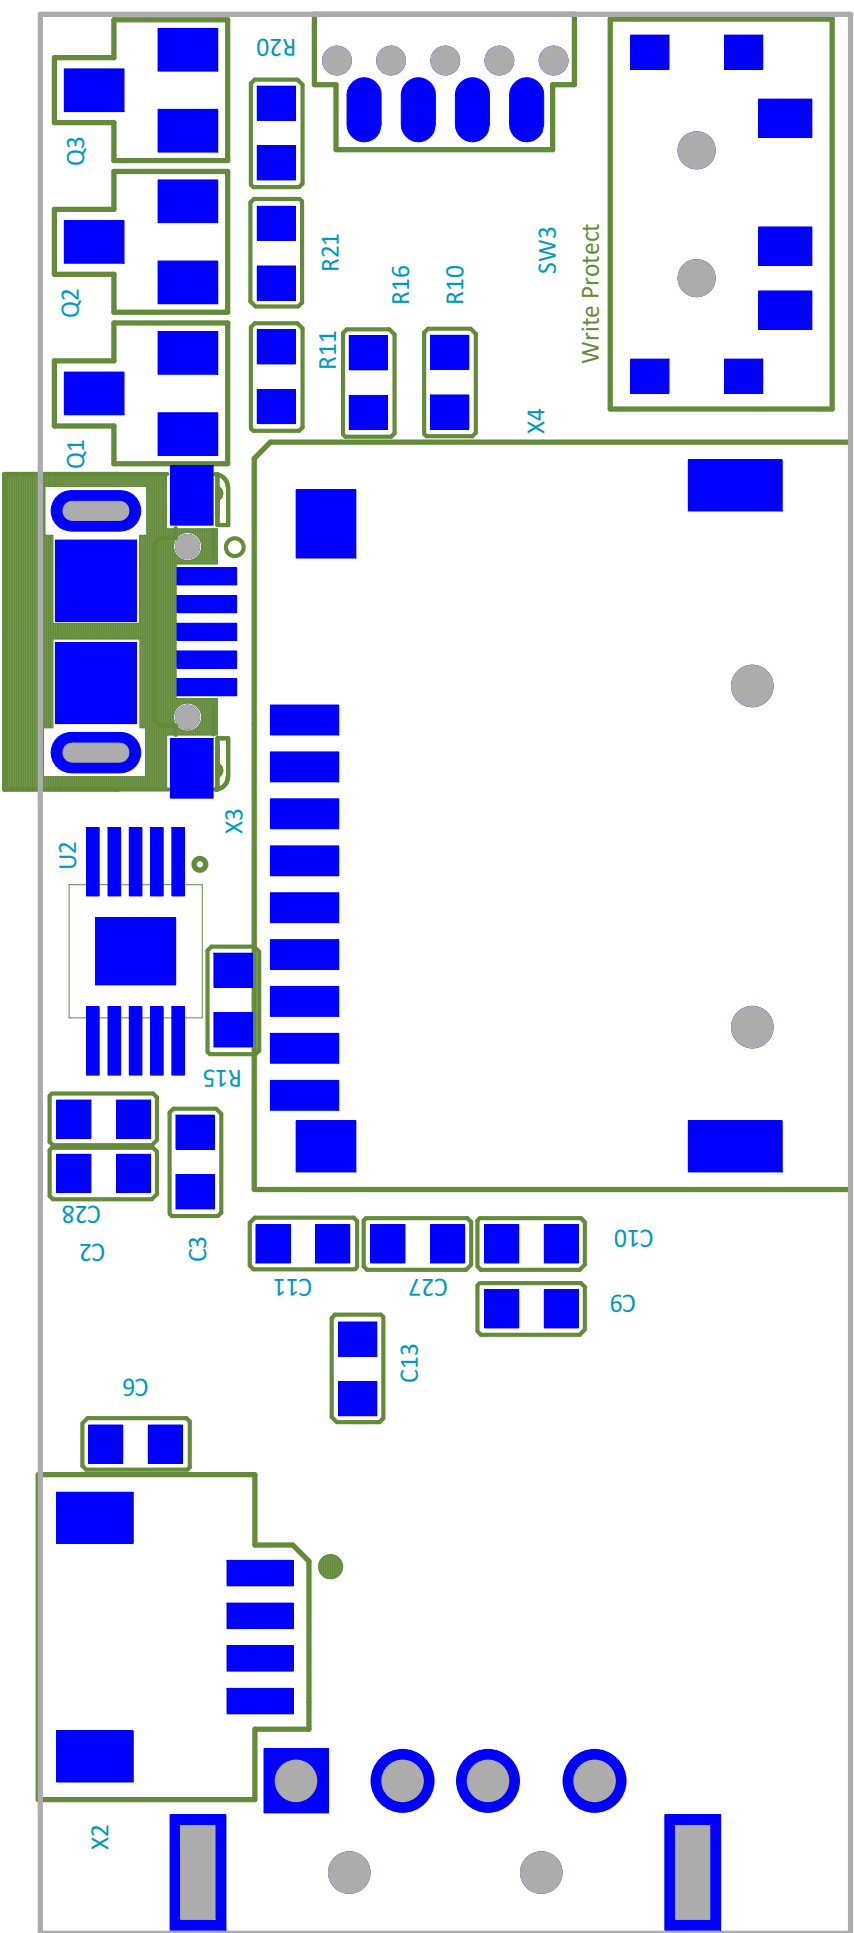 R20
Q3
R21
SW3
Write Protect
Q2
R16
R10
R11
X4
Q1
X3
U2
R15
C28
C2
C3
C10
C11
C27
C9
C13
C6
X2